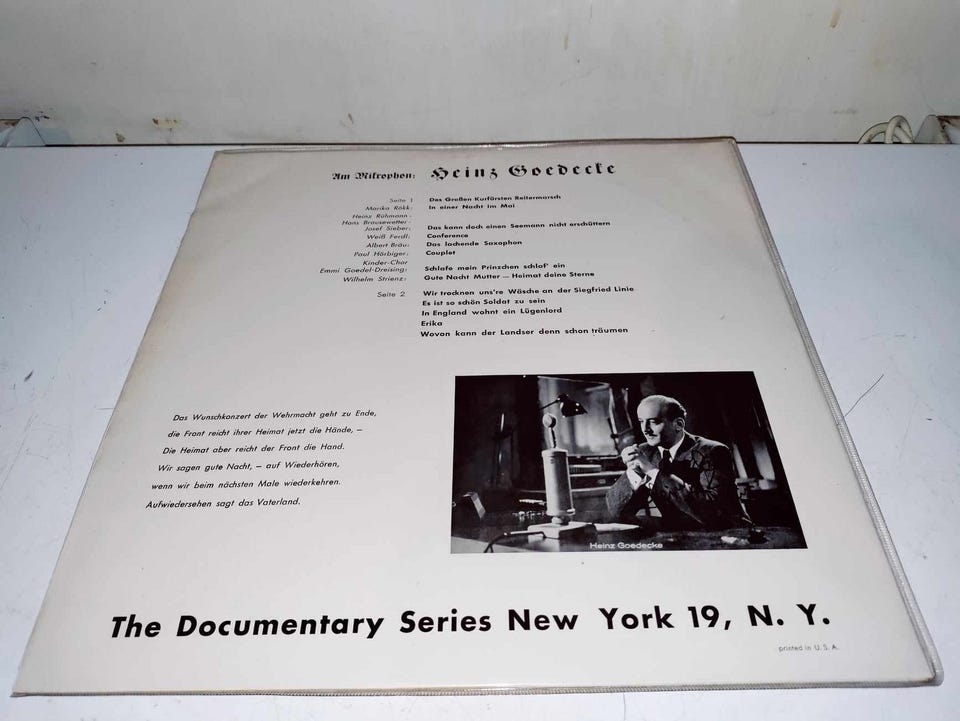 Am Mikrophon: Heinz Goedecke
Seite 1 Des Großen Kurfürsten Reitermarsch
Marika Rökk: In einer Nacht im Mai
Heinz Rühmann-
Hans Brausewetter-
Josef Sieber: Das kann doch einen Seemann nicht erschüttern
Weiß Ferdl: Conference
Albert Bräu: Das lachende Saxophon
Paul Hörbiger: Couplet
Kinder-Chor
Emmi Goedel-Dreising: Schlafe mein Prinzchen schlaf' ein
Wilhelm Strienz: Gute Nacht Mutter — Heimat deine Sterne
Seite 2 Wir trocknen uns're Wäsche an der Siegfried Linie
Es ist so schön Soldat zu sein
In England wohnt ein Lügenlord
Erika
Wovon kann der Landser denn schon träumen
Das Wunschkonzert der Wehrmacht geht zu Ende,
die Front reicht ihrer Heimat jetzt die Hände, —
Die Heimat aber reicht der Front die Hand.
Wir sagen gute Nacht, — auf Wiederhören,
wenn wir beim nächsten Male wiederkehren.
Aufwiedersehen sagt das Vaterland.
Heinz Goedecke
The Documentary Series New York 19, N. Y.
printed in U. S. A.